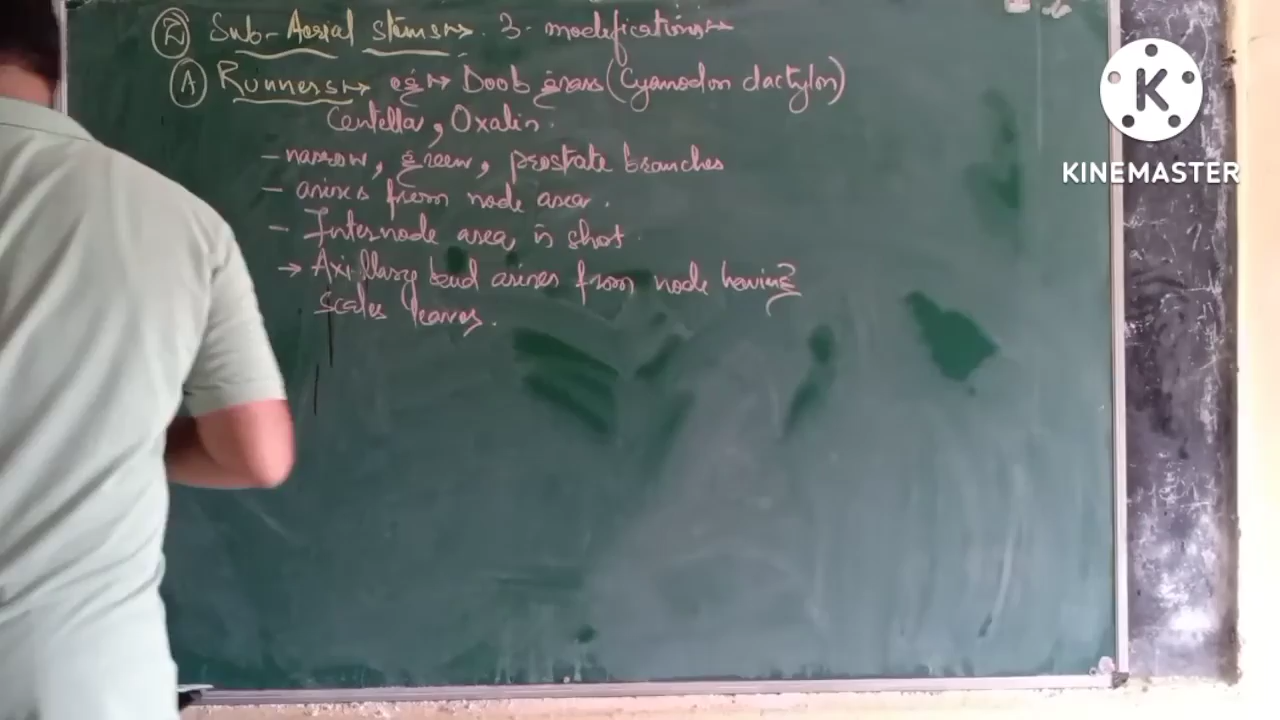 ② Sub-Aerial stems → 3- modifications →
Ⓐ Runners → eg → Doob grass (Cyanodon dactylon)
Centella, Oxalis.
- narrow, green, prostrate branches
- arises from node area.
- Internode area is short.
→ Axillary bud arises from node having
scales leaves.
K
KINEMASTER